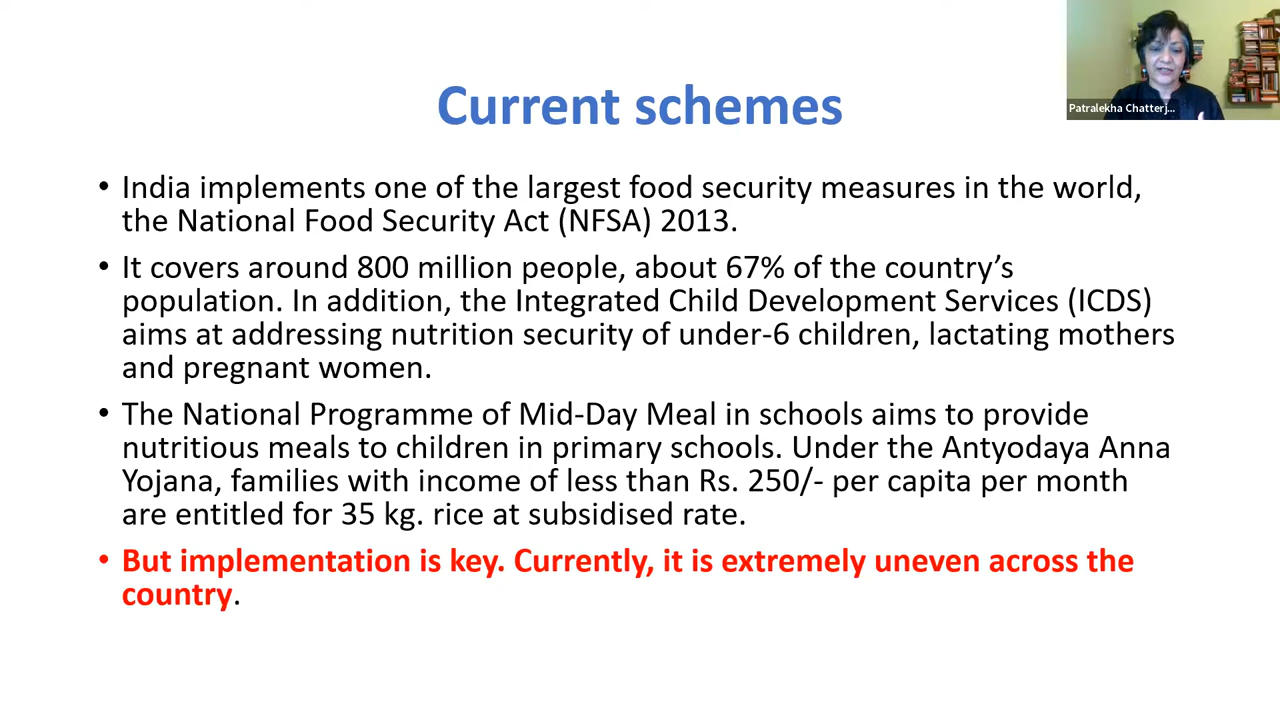 Current schemes
Patralekha Chatterj...
• India implements one of the largest food security measures in the world,
the National Food Security Act (NFSA) 2013.
• It covers around 800 million people, about 67% of the country’s
population. In addition, the Integrated Child Development Services (ICDS)
aims at addressing nutrition security of under-6 children, lactating mothers
and pregnant women.
• The National Programme of Mid-Day Meal in schools aims to provide
nutritious meals to children in primary schools. Under the Antyodaya Anna
Yojana, families with income of less than Rs. 250/- per capita per month
are entitled for 35 kg. rice at subsidised rate.
• But implementation is key. Currently, it is extremely uneven across the
country.